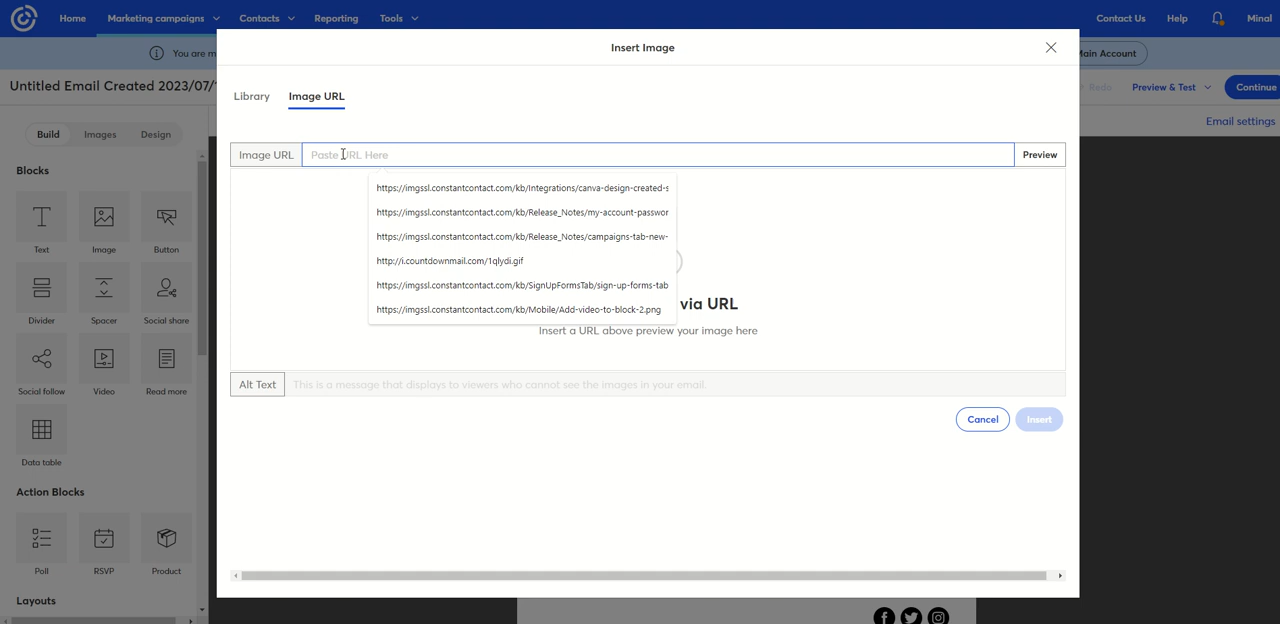 Home Marketing campaigns Contacts Reporting Tools Contact Us Help Minal
Insert Image
You are m
Main Account
Untitled Email Created 2023/07/
Redo Preview & Test Continue
Library Image URL
Email settings
Build Images Design
Image URL Paste URL Here Preview
Blocks
https://imgssl.constantcontact.com/kb/Integrations/canva-design-created-s
https://imgssl.constantcontact.com/kb/Release_Notes/my-account-passwor
https://imgssl.constantcontact.com/kb/Release_Notes/campaigns-tab-new-
http://i.countdownmail.com/1qlydi.gif
https://imgssl.constantcontact.com/kb/SignUpFormsTab/sign-up-forms-tab
https://imgssl.constantcontact.com/kb/Mobile/Add-video-to-block-2.png
via URL
Insert a URL above preview your image here
Text Image Button
Divider Spacer Social share
Social follow Video Read more
Data table
Alt Text This is a message that displays to viewers who cannot see the images in your email.
Cancel Insert
Action Blocks
Poll RSVP Product
Layouts